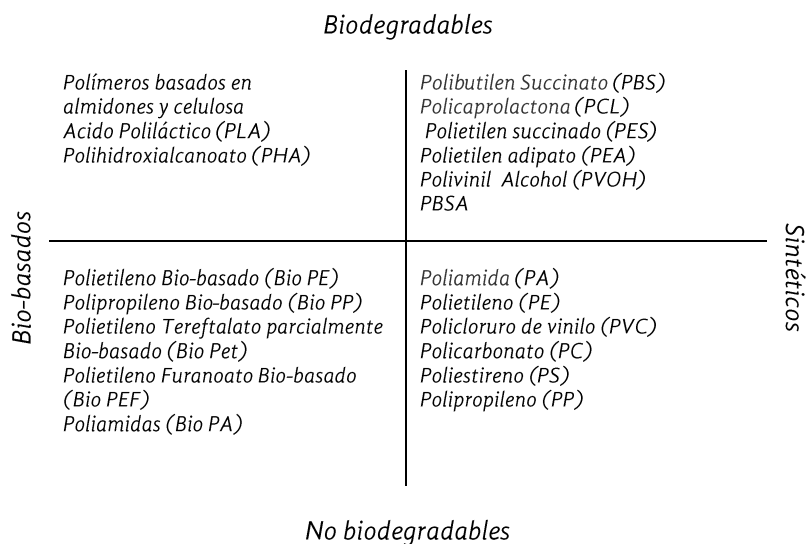 Biodegradables
Polímeros basados en
almidones y celulosa
Acido Poliláctico (PLA)
Polihidroxialcanoato (PHA)
Polibutilen Succinato (PBS)
Policaprolactona (PCL)
Polietilen succinado (PES)
Polietilen adipato (PEA)
Polivinil Alcohol (PVOH)
PBSA
Bio-basados
Sintéticos
Polietileno Bio-basado (Bio PE)
Polipropileno Bio-basado (Bio PP)
Polietileno Tereftalato parcialmente
Bio-basado (Bio Pet)
Polietileno Furanoato Bio-basado
(Bio PEF)
Poliamidas (Bio PA)
Poliamida (PA)
Polietileno (PE)
Policloruro de vinilo (PVC)
Policarbonato (PC)
Poliestireno (PS)
Polipropileno (PP)
No biodegradables